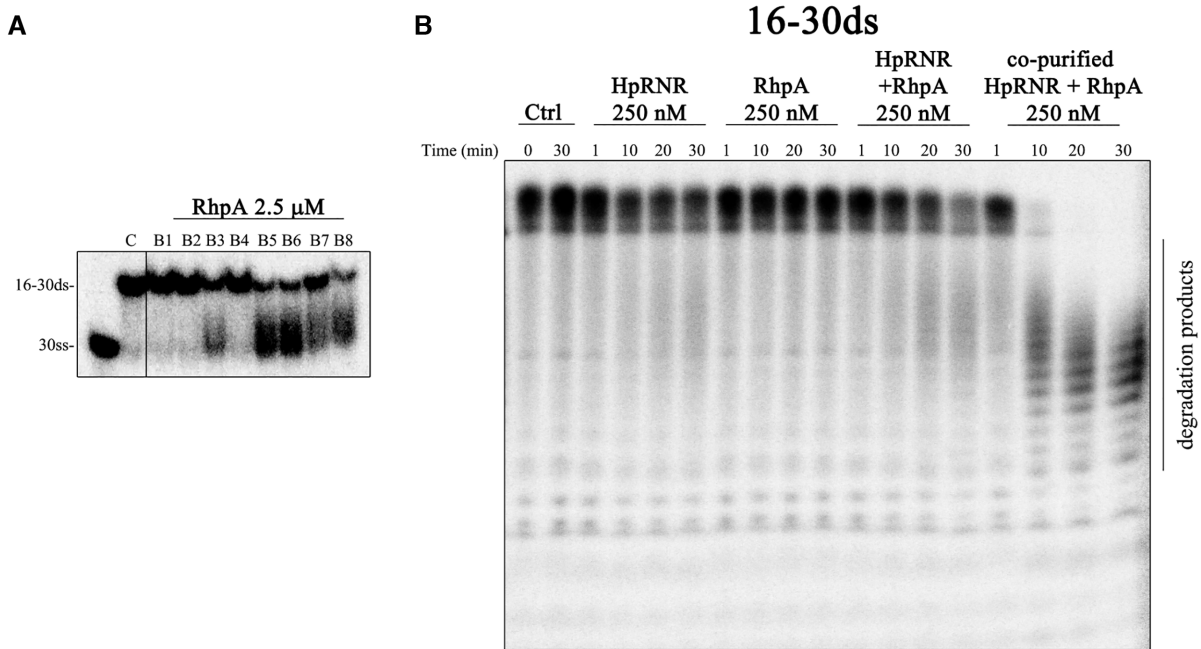 A
RhpA 2.5 μM
C B1 B2 B3 B4 B5 B6 B7 B8
16-30ds-
30ss-
B
16-30ds
Ctrl
HpRNR
250 nM
RhpA
250 nM
HpRNR
+RhpA
250 nM
co-purified
HpRNR + RhpA
250 nM
Time (min) 0 30 1 10 20 30 1 10 20 30 1 10 20 30 1 10 20 30
degradation products